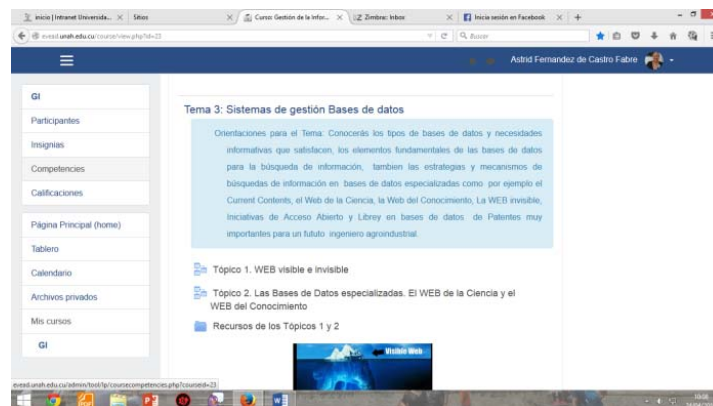 inicio | Intranet Universida...
Sitios
Curso: Gestión de la Infor...
Zimbra: Inbox
Inicia sesión en Facebook
evead.unah.edu.cu/course/view.php?id=23
Buscar
Astrid Fernandez de Castro Fabre
GI
Participantes
Insignias
Competencies
Calificaciones
Página Principal (home)
Tablero
Calendario
Archivos privados
Mis cursos
GI
Tema 3: Sistemas de gestión Bases de datos
Orientaciones para el Tema: Conocerás los tipos de bases de datos y necesidades
informativas que satisfacen, los elementos fundamentales de las bases de datos
para la búsqueda de información, tambien las estrategias y mecanismos de
búsquedas de información en bases de datos especializadas como por ejemplo el
Current Contents, el Web de la Ciencia, la Web del Conocimiento, La WEB invisible,
Iniciativas de Acceso Abierto y Librey en bases de datos de Patentes muy
importantes para un fututo ingeniero agroindustrial.
Tópico 1. WEB visible e invisible
Tópico 2. Las Bases de Datos especializadas. El WEB de la Ciencia y el
WEB del Conocimiento
Recursos de los Tópicos 1 y 2
Visible Web
evead.unah.edu.cu/admin/tool/lp/coursecompetencies.php?courseid=23